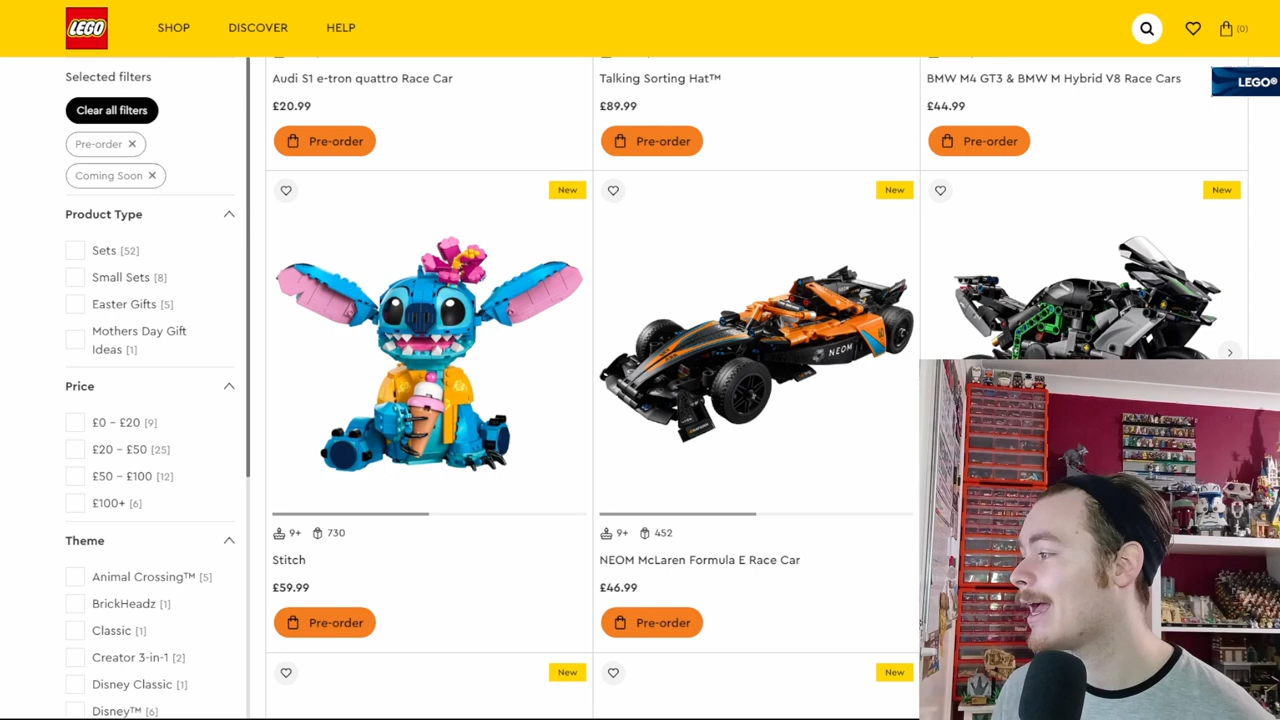 LEGO
SHOP
DISCOVER
HELP
(0)
Selected filters
Clear all filters
Pre-order
Coming Soon
Product Type
Sets [52]
Small Sets [8]
Easter Gifts [5]
Mothers Day Gift
Ideas [1]
Price
£0 – £20 [9]
£20 – £50 [25]
£50 – £100 [12]
£100+ [6]
Theme
Animal Crossing™ [5]
BrickHeadz [1]
Classic [1]
Creator 3-in-1 [2]
Disney Classic [1]
Disney™ [6]
Audi S1 e-tron quattro Race Car
£20.99
Pre-order
Talking Sorting Hat™
£89.99
Pre-order
BMW M4 GT3 & BMW M Hybrid V8 Race Cars
£44.99
Pre-order
LEGO®
New
9+ 730
Stitch
£59.99
Pre-order
New
NEOM
9+ 452
NEOM McLaren Formula E Race Car
£46.99
Pre-order
New
New
New